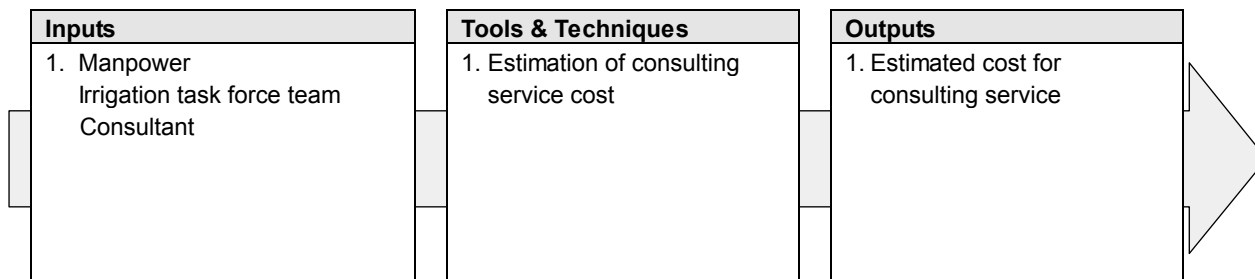 Inputs
1. Manpower
Irrigation task force team
Consultant
Tools & Techniques
1. Estimation of consulting
service cost
Outputs
1. Estimated cost for
consulting service